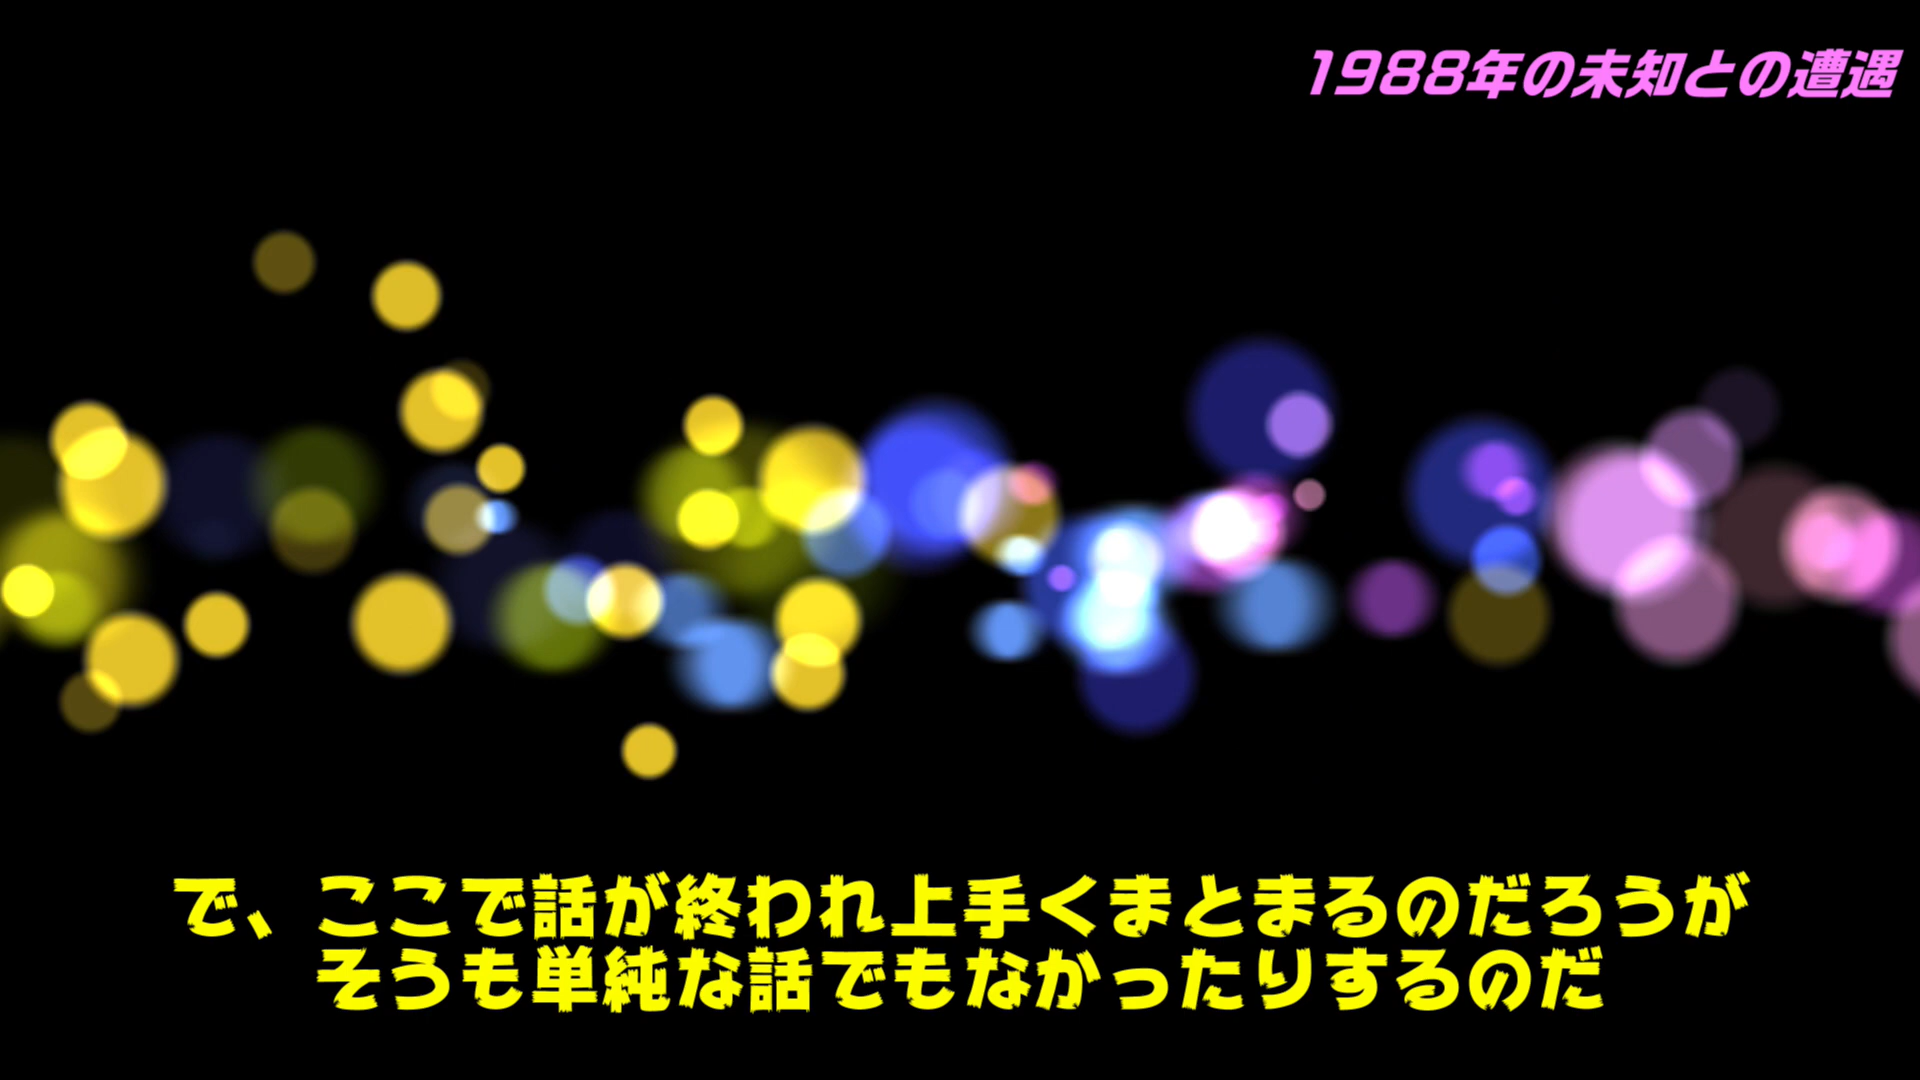 1988年の未知との遭遇
で、ここで話が終われ上手くまとまるのだろうが
そうも単純な話でもなかったりするのだ